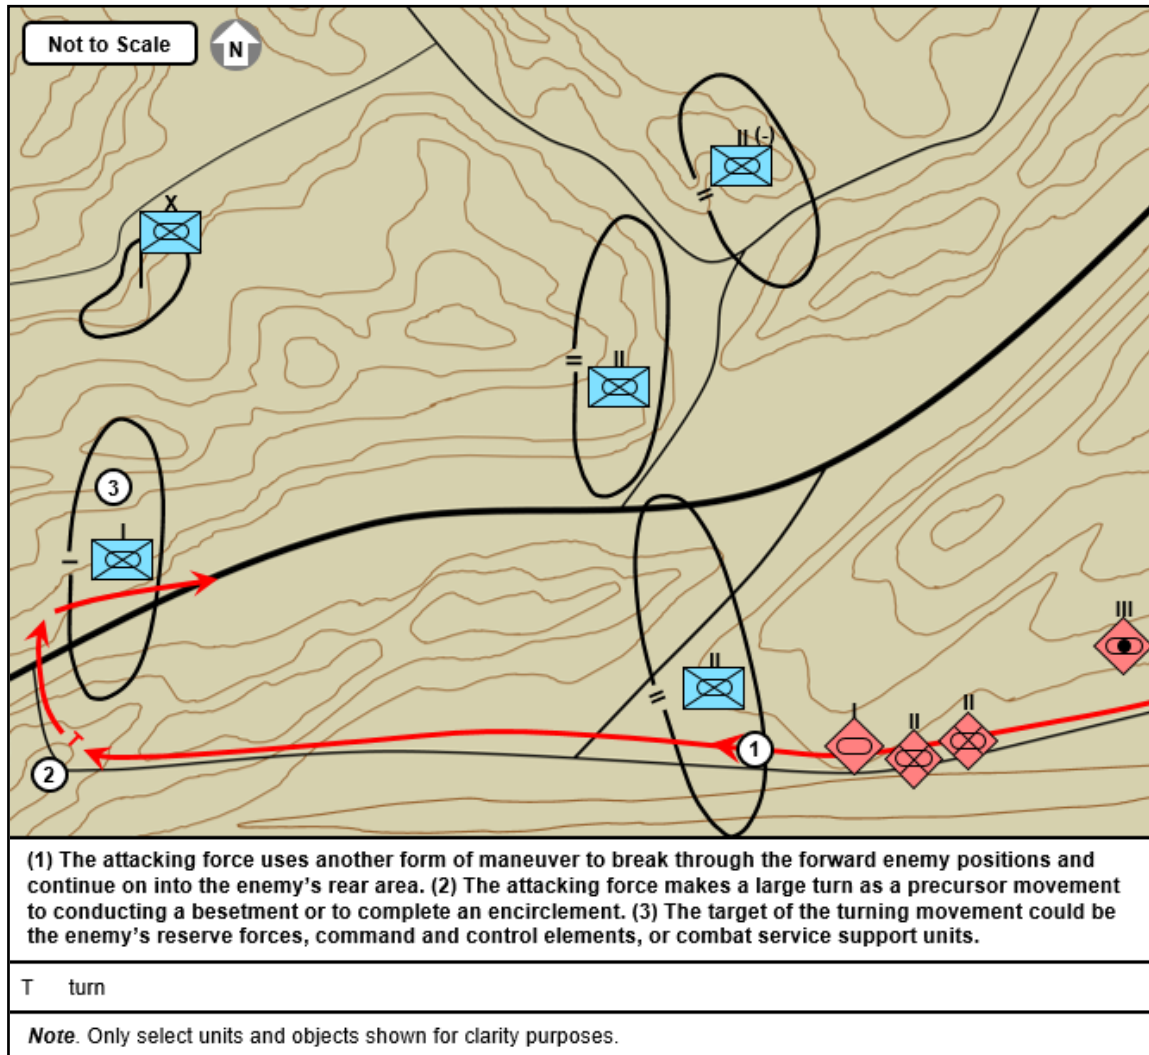 Not to Scale
N
II (-)
X
II
3
I
III
II
I
II
II
1
2
T
(1) The attacking force uses another form of maneuver to break through the forward enemy positions and
continue on into the enemy's rear area. (2) The attacking force makes a large turn as a precursor movement
to conducting a besetment or to complete an encirclement. (3) The target of the turning movement could be
the enemy's reserve forces, command and control elements, or combat service support units.
T turn
Note. Only select units and objects shown for clarity purposes.